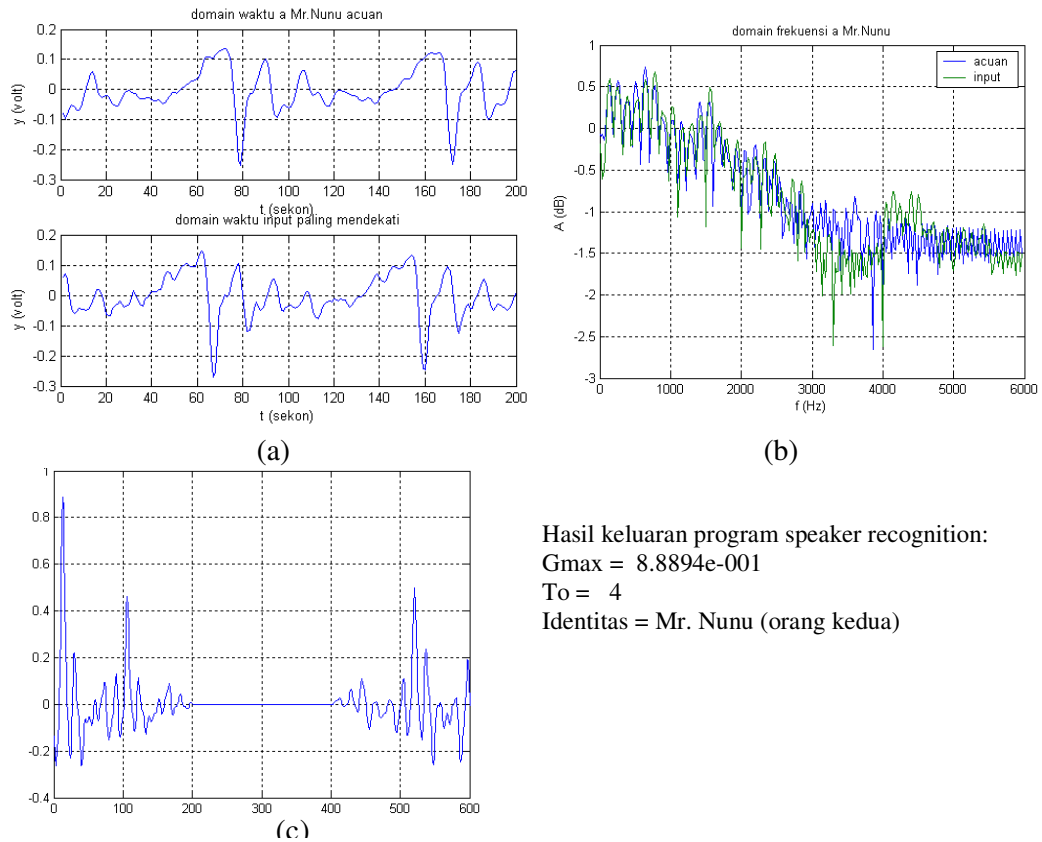 domain waktu a Mr.Nunu acuan
0.2
0.1
0
-0.1
-0.2
0.3
y (volt)
0 20 40 60 80 100 120 140 160 180 200
t (sekon)
domain waktu input paling mendekati
0.2
0.1
0
-0.1
-0.2
0.3
y (volt)
0 20 40 60 80 100 120 140 160 180 200
t (sekon)
(a)
domain frekuensi a Mr.Nunu
acuan
input
1
0.5
0
-0.5
-1
-1.5
-2
-2.5
-3
A (dB)
0 1000 2000 3000 4000 5000 6000
f (Hz)
(b)
1
0.8
0.6
0.4
0.2
0
-0.2
-0.4
0 100 200 300 400 500 600
(c)
Hasil keluaran program speaker recognition:
Gmax = 8.8894e-001
To = 4
Identitas = Mr. Nunu (orang kedua)